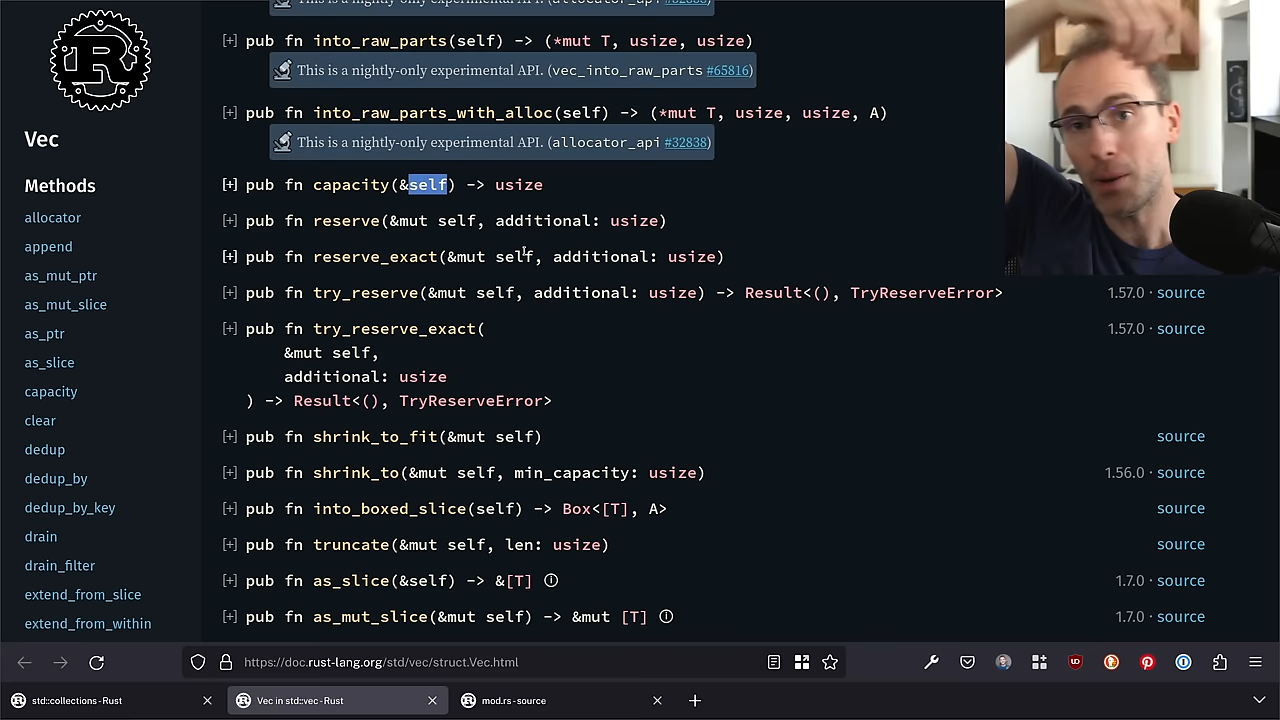 This is a nightly-only experimental API. (allocator_api #32838)
[+] pub fn into_raw_parts(self) -> (*mut T, usize, usize)
This is a nightly-only experimental API. (vec_into_raw_parts #65816)
[+] pub fn into_raw_parts_with_alloc(self) -> (*mut T, usize, usize, A)
This is a nightly-only experimental API. (allocator_api #32838)
[+] pub fn capacity(&self) -> usize
[+] pub fn reserve(&mut self, additional: usize)
[+] pub fn reserve_exact(&mut self, additional: usize)
[+] pub fn try_reserve(&mut self, additional: usize) -> Result<(), TryReserveError> 1.57.0 · source
[+] pub fn try_reserve_exact( 1.57.0 · source
&mut self,
additional: usize
) -> Result<(), TryReserveError>
[+] pub fn shrink_to_fit(&mut self) source
[+] pub fn shrink_to(&mut self, min_capacity: usize) 1.56.0 · source
[+] pub fn into_boxed_slice(self) -> Box<[T], A> source
[+] pub fn truncate(&mut self, len: usize) source
[+] pub fn as_slice(&self) -> &[T] ⓘ 1.7.0 · source
[+] pub fn as_mut_slice(&mut self) -> &mut [T] ⓘ 1.7.0 · source
R
Vec
Methods
allocator
append
as_mut_ptr
as_mut_slice
as_ptr
as_slice
capacity
clear
dedup
dedup_by
dedup_by_key
drain
drain_filter
extend_from_slice
extend_from_within
https://doc.rust-lang.org/std/vec/struct.Vec.html
std::collections - Rust
Vec in std::vec - Rust
mod.rs - source